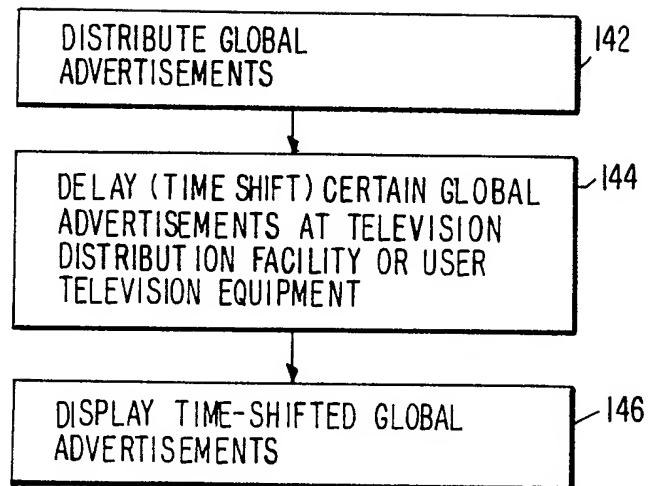 DISTRIBUTE GLOBAL
ADVERTISEMENTS
142
DELAY (TIME SHIFT) CERTAIN GLOBAL
ADVERTISEMENTS AT TELEVISION
DISTRIBUTION FACILITY OR USER
TELEVISION EQUIPMENT
144
DISPLAY TIME-SHIFTED GLOBAL
ADVERTISEMENTS
146